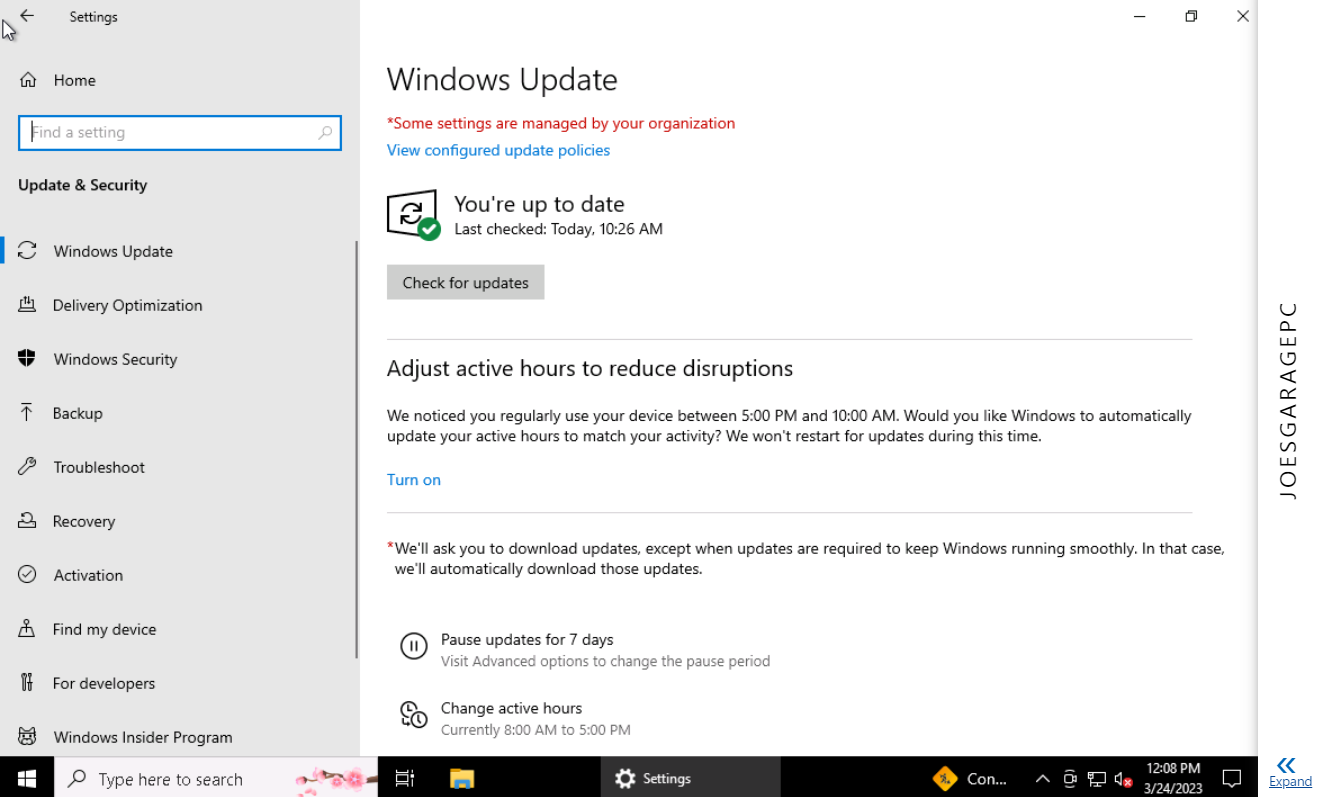 Settings
Home
Find a setting
Update & Security
Windows Update
Delivery Optimization
Windows Security
Backup
Troubleshoot
Recovery
Activation
Find my device
For developers
Windows Insider Program
Windows Update
*Some settings are managed by your organization
View configured update policies
You're up to date
Last checked: Today, 10:26 AM
Check for updates
Adjust active hours to reduce disruptions
We noticed you regularly use your device between 5:00 PM and 10:00 AM. Would you like Windows to automatically
update your active hours to match your activity? We won't restart for updates during this time.
Turn on
*We'll ask you to download updates, except when updates are required to keep Windows running smoothly. In that case,
we'll automatically download those updates.
Pause updates for 7 days
Visit Advanced options to change the pause period
Change active hours
Currently 8:00 AM to 5:00 PM
JOESGARAGEPC
Type here to search
Settings
Con...
12:08 PM
3/24/2023
Expand